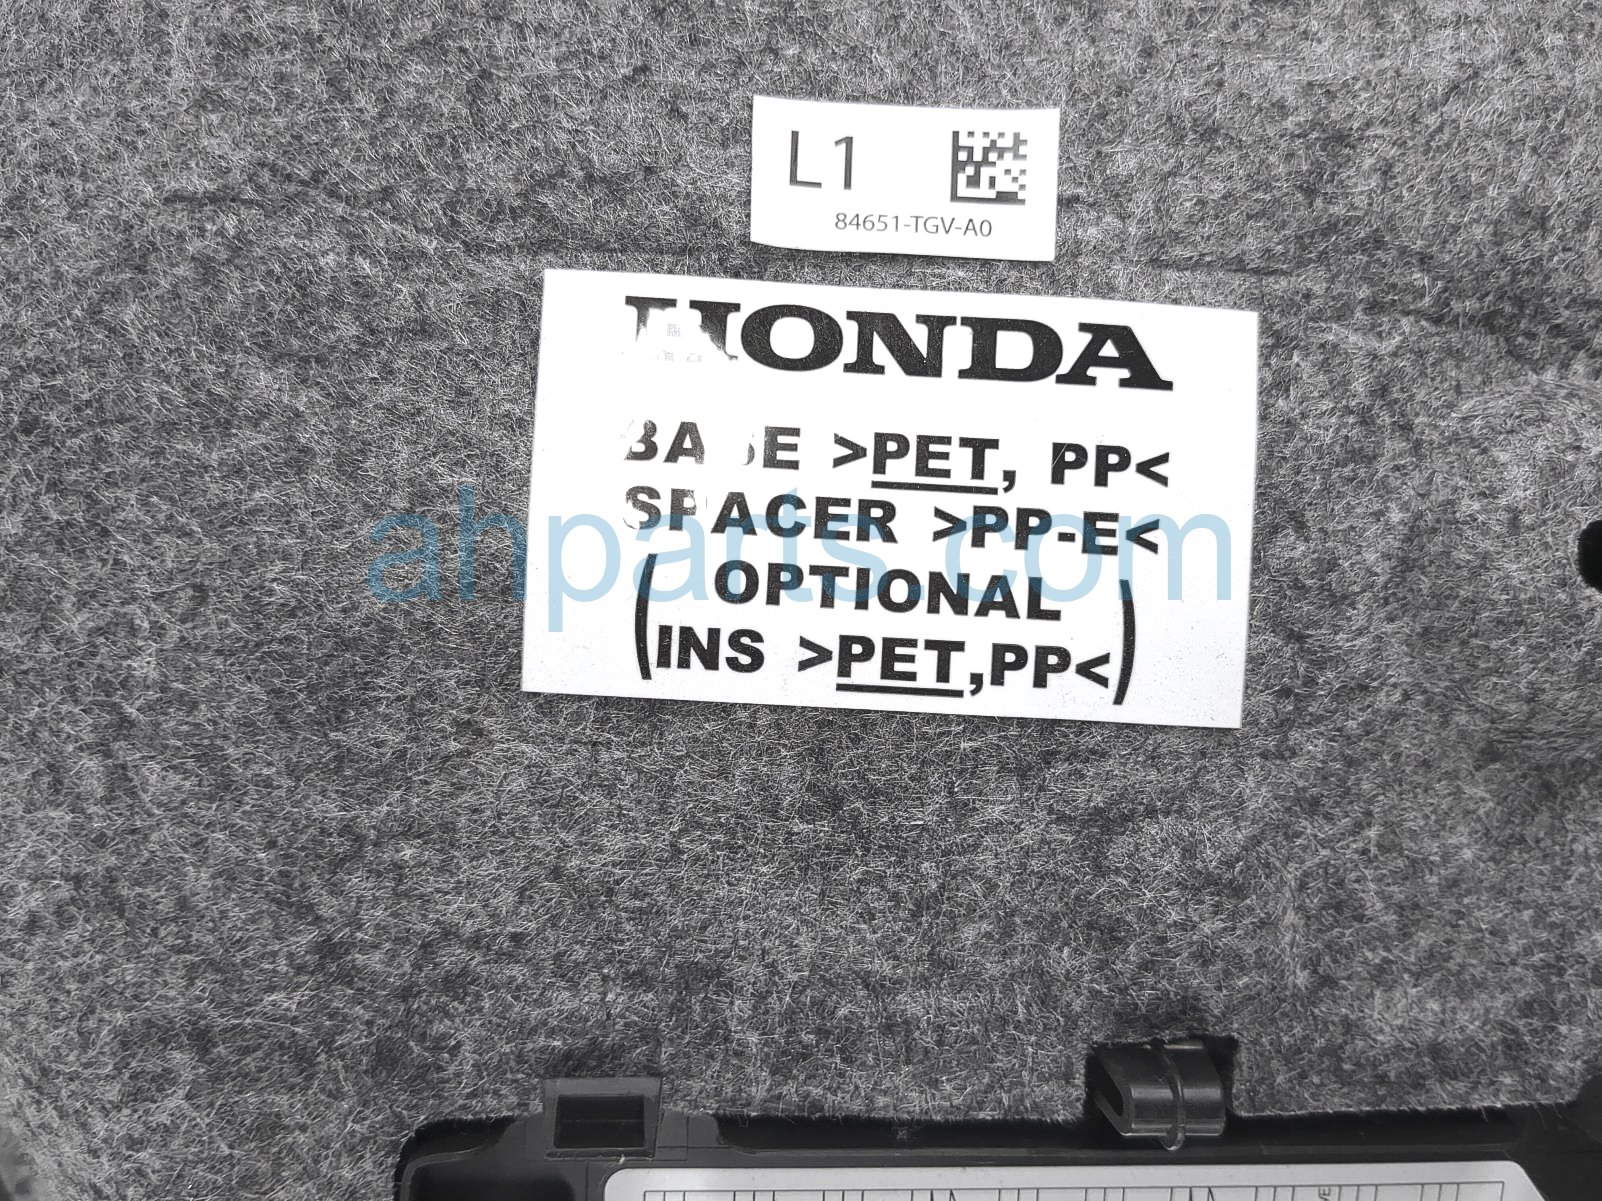 L1
84651-TGV-A0
HONDA
BASE >PET, PP<
SPACER >PP-E<
( OPTIONAL )
(INS >PET,PP<)
ahparts.com